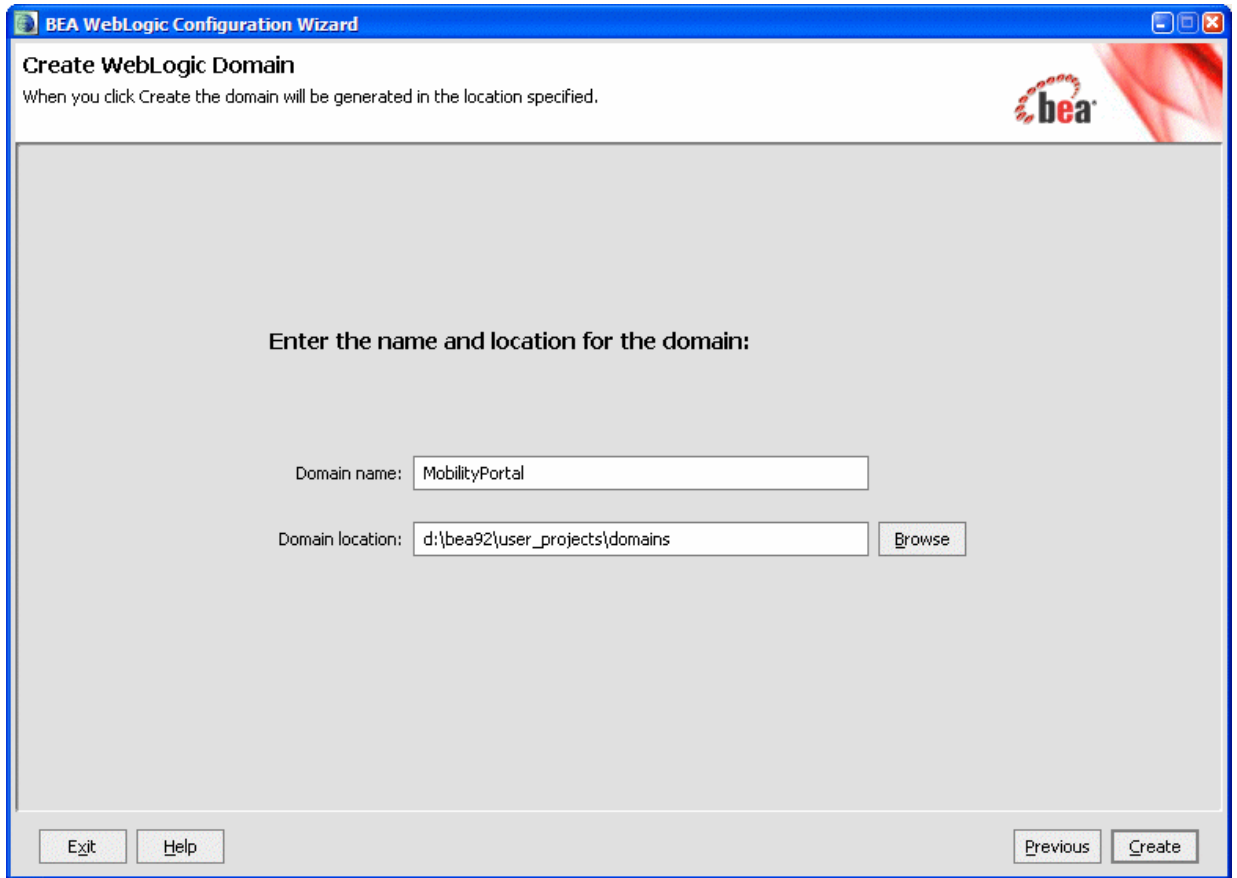 BEA WebLogic Configuration Wizard
Create WebLogic Domain
When you click Create the domain will be generated in the location specified.
bea
Enter the name and location for the domain:
Domain name: MobilityPortal
Domain location: d:\bea92\user_projects\domains Browse
Exit Help Previous Create